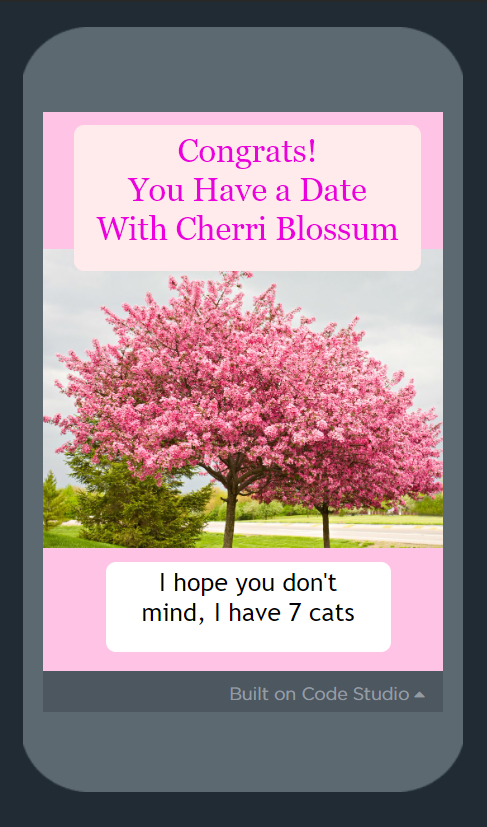 Congrats!
You Have a Date
With Cherri Blossum
I hope you don't
mind, I have 7 cats
Built on Code Studio